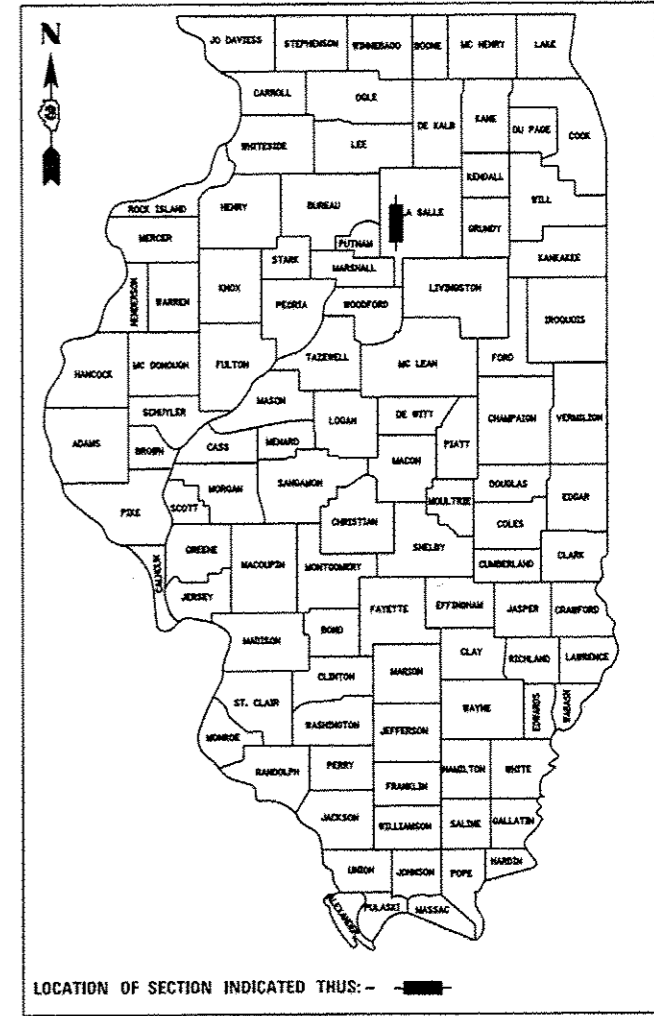 N
JO DAVIESS STEPHENSON WINNEBAGO BOONE MC HENRY LAKE
CARROLL OGLE DE KALB KANE DU PAGE COOK
WHITESIDE LEE KENDALL WILL
ROCK ISLAND HENRY BUREAU LA SALLE GRUNDY
MERCER PUTNAM KANKAKEE
STARK MARSHALL
HENDERSON WARREN KNOX PEORIA WOODFORD LIVINGSTON IROQUOIS
HANCOCK MC DONOUGH FULTON TAZEWELL MC LEAN FORD
SCHUYLER MASON LOGAN DE WITT CHAMPAIGN VERMILION
ADAMS BROWN CASS MENARD MACON PIATT
PIKE SCOTT MORGAN SANGAMON CHRISTIAN MOULTRIE DOUGLAS EDGAR
COLES
CALHOUN GREENE MACOUPIN MONTGOMERY SHELBY CUMBERLAND CLARK
JERSEY FAYETTE EFFINGHAM JASPER CRAWFORD
MADISON BOND CLAY RICHLAND LAWRENCE
CLINTON MARION
ST. CLAIR WASHINGTON JEFFERSON WAYNE EDWARDS WABASH
MONROE
RANDOLPH PERRY FRANKLIN HAMILTON WHITE
JACKSON WILLIAMSON SALINE GALLATIN
UNION JOHNSON POPE HARDIN
ALEXANDER PULASKI MASSAC
LOCATION OF SECTION INDICATED THUS: -